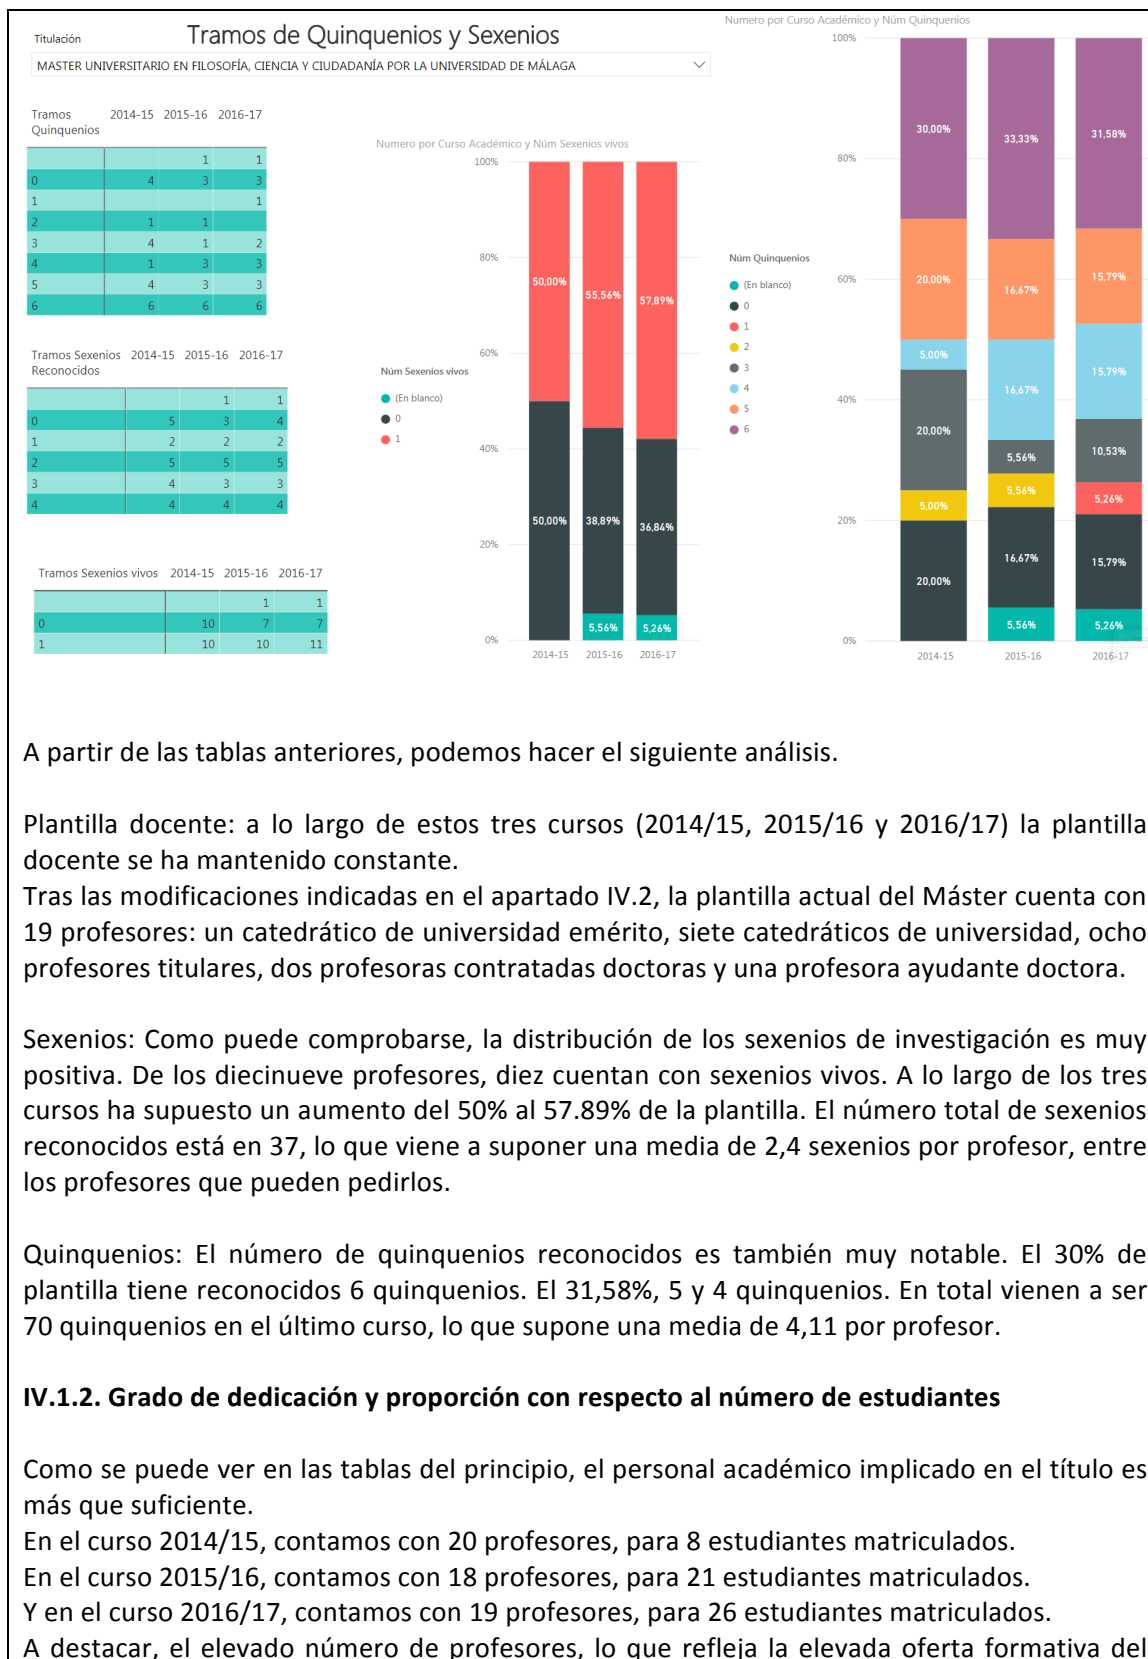 Titulación
Tramos de Quinquenios y Sexenios
MASTER UNIVERSITARIO EN FILOSOFÍA, CIENCIA Y CIUDADANÍA POR LA UNIVERSIDAD DE MÁLAGA
Tramos Quinquenios 2014-15 2015-16 2016-17
1 1
0 4 3 3
1 1
2 1 1
3 4 1 2
4 1 3 3
5 4 3 3
6 6 6 6
Tramos Sexenios Reconocidos 2014-15 2015-16 2016-17
1 1
0 5 3 4
1 2 2 2
2 5 5 5
3 4 3 3
4 4 4 4
Tramos Sexenios vivos 2014-15 2015-16 2016-17
1 1
0 10 7 7
1 10 10 11
Numero por Curso Académico y Núm Sexenios vivos
Núm Sexenios vivos
(En blanco)
0
1
100%
80%
60%
40%
20%
0%
50,00% 55,56% 57,89%
50,00% 38,89% 36,84%
5,56% 5,26%
2014-15 2015-16 2016-17
Numero por Curso Académico y Núm Quinquenios
Núm Quinquenios
(En blanco)
0
1
2
3
4
5
6
100%
80%
60%
40%
20%
0%
30,00% 33,33% 31,58%
20,00% 16,67% 15,79%
5,00% 16,67% 15,79%
20,00% 5,56% 10,53%
5,00% 5,56% 5,26%
20,00% 16,67% 15,79%
5,56% 5,26%
2014-15 2015-16 2016-17
A partir de las tablas anteriores, podemos hacer el siguiente análisis.
Plantilla docente: a lo largo de estos tres cursos (2014/15, 2015/16 y 2016/17) la plantilla
docente se ha mantenido constante.
Tras las modificaciones indicadas en el apartado IV.2, la plantilla actual del Máster cuenta con
19 profesores: un catedrático de universidad emérito, siete catedráticos de universidad, ocho
profesores titulares, dos profesoras contratadas doctoras y una profesora ayudante doctora.
Sexenios: Como puede comprobarse, la distribución de los sexenios de investigación es muy
positiva. De los diecinueve profesores, diez cuentan con sexenios vivos. A lo largo de los tres
cursos ha supuesto un aumento del 50% al 57.89% de la plantilla. El número total de sexenios
reconocidos está en 37, lo que viene a suponer una media de 2,4 sexenios por profesor, entre
los profesores que pueden pedirlos.
Quinquenios: El número de quinquenios reconocidos es también muy notable. El 30% de
plantilla tiene reconocidos 6 quinquenios. El 31,58%, 5 y 4 quinquenios. En total vienen a ser
70 quinquenios en el último curso, lo que supone una media de 4,11 por profesor.
IV.1.2. Grado de dedicación y proporción con respecto al número de estudiantes
Como se puede ver en las tablas del principio, el personal académico implicado en el título es
más que suficiente.
En el curso 2014/15, contamos con 20 profesores, para 8 estudiantes matriculados.
En el curso 2015/16, contamos con 18 profesores, para 21 estudiantes matriculados.
Y en el curso 2016/17, contamos con 19 profesores, para 26 estudiantes matriculados.
A destacar, el elevado número de profesores, lo que refleja la elevada oferta formativa del